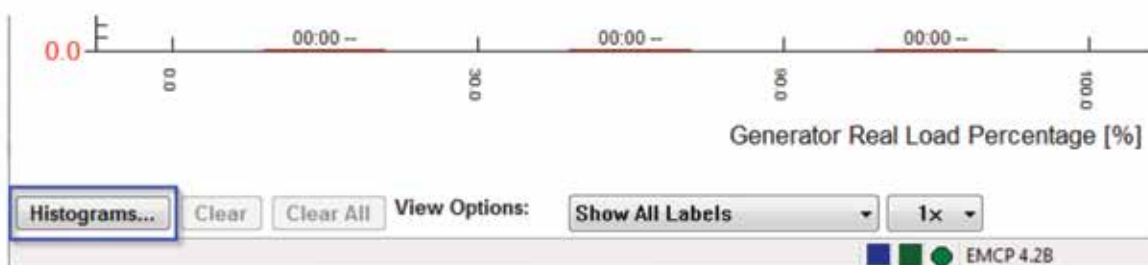 00:00 -- 00:00 -- 00:00 --
0.0
0.0 30.0 90.0 100.0
Generator Real Load Percentage [%]
Histograms... Clear Clear All View Options: Show All Labels 1x
EMCP 4.2B